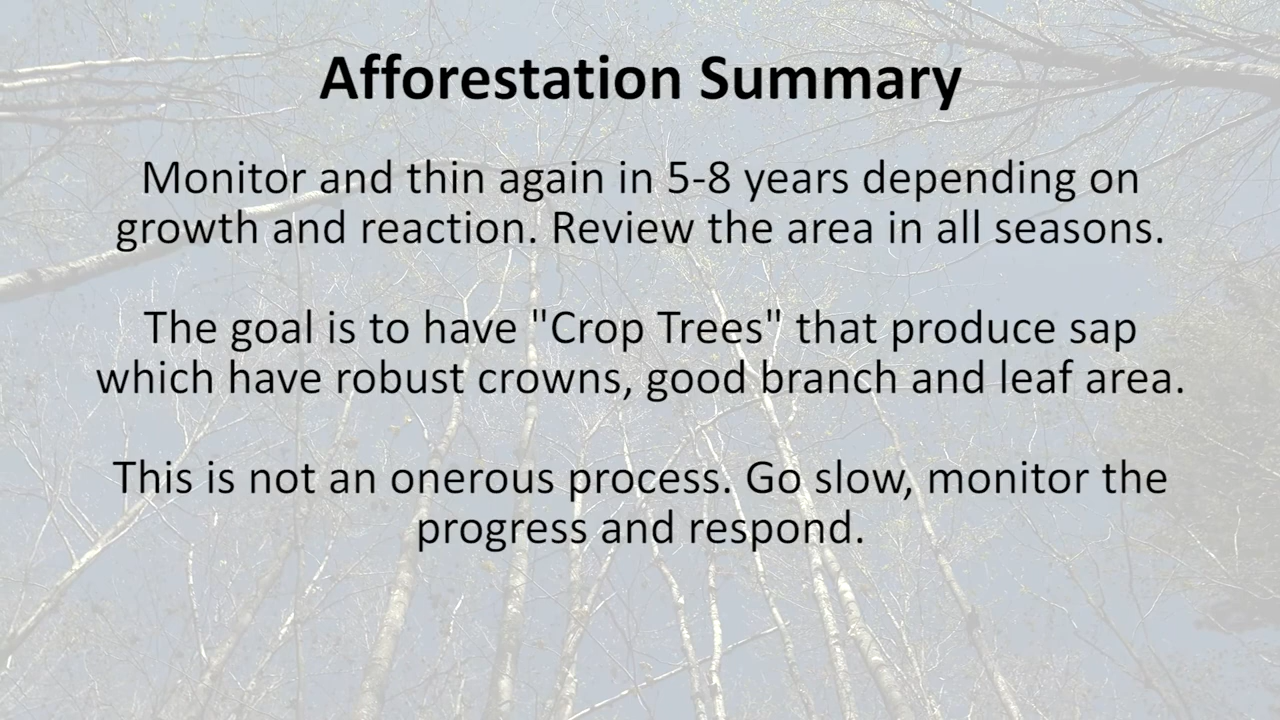 Afforestation Summary
Monitor and thin again in 5-8 years depending on
growth and reaction. Review the area in all seasons.
The goal is to have "Crop Trees" that produce sap
which have robust crowns, good branch and leaf area.
This is not an onerous process. Go slow, monitor the
progress and respond.